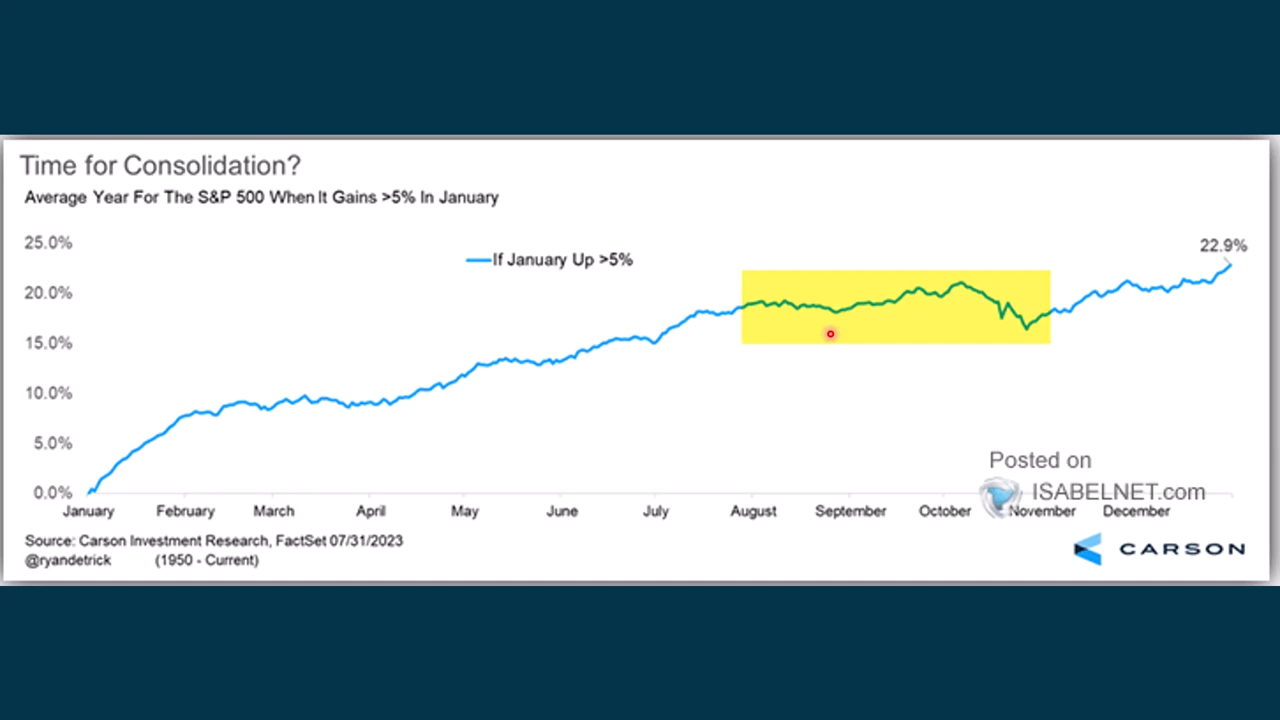 Time for Consolidation?
Average Year For The S&P 500 When It Gains >5% In January
25.0%
22.9%
If January Up >5%
20.0%
15.0%
10.0%
5.0%
Posted on
0.0%
ISABELNET.com
January February March April May June July August September October November December
Source: Carson Investment Research, FactSet 07/31/2023
CARSON
@ryandetrick (1950 - Current)